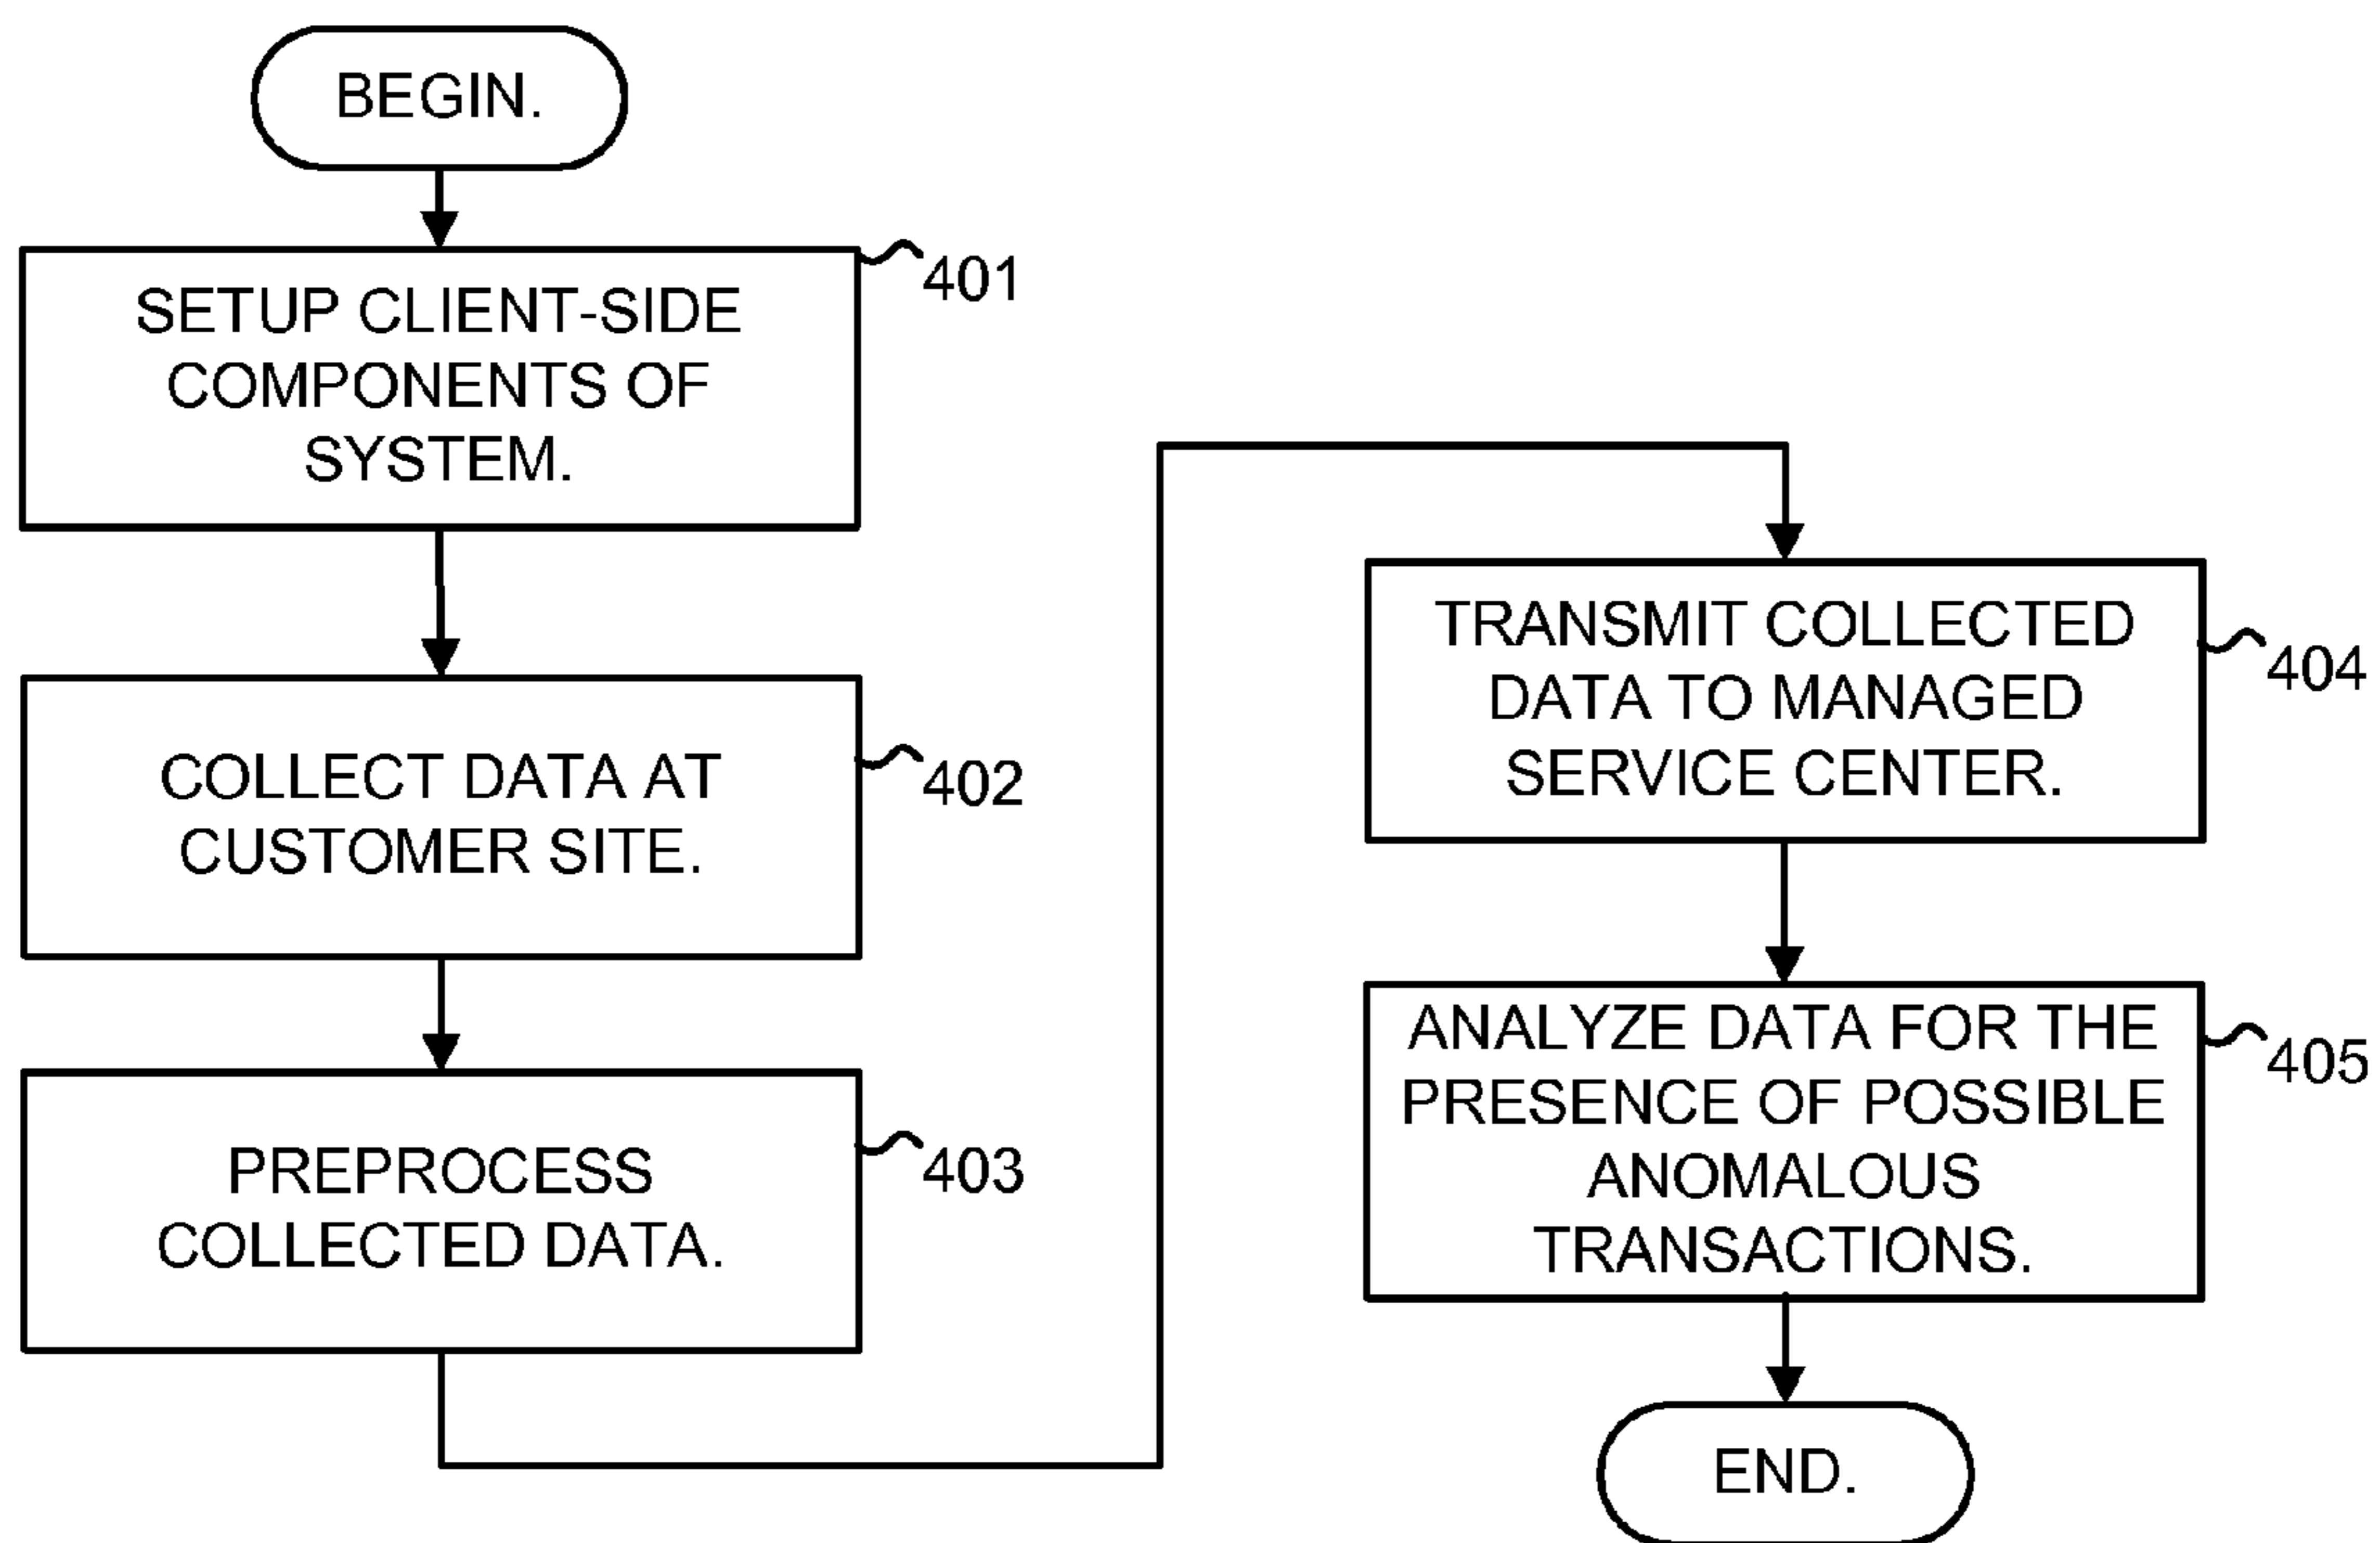 BEGIN.
SETUP CLIENT-SIDE
COMPONENTS OF
SYSTEM.
401
COLLECT DATA AT
CUSTOMER SITE.
402
PREPROCESS
COLLECTED DATA.
403
TRANSMIT COLLECTED
DATA TO MANAGED
SERVICE CENTER.
404
ANALYZE DATA FOR THE
PRESENCE OF POSSIBLE
ANOMALOUS
TRANSACTIONS.
405
END.